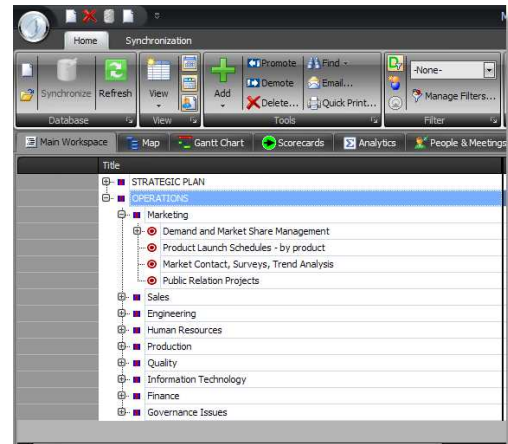 M
Home Synchronization
Promote Find -None-
Synchronize Refresh View Add Demote Email... Manage Filters...
Delete... Quick Print...
Database View Tools Filter
Main Workspace Map Gantt Chart Scorecards Analytics People & Meetings
Title
STRATEGIC PLAN
OPERATIONS
Marketing
Demand and Market Share Management
Product Launch Schedules - by product
Market Contact, Surveys, Trend Analysis
Public Relation Projects
Sales
Engineering
Human Resources
Production
Quality
Information Technology
Finance
Governance Issues